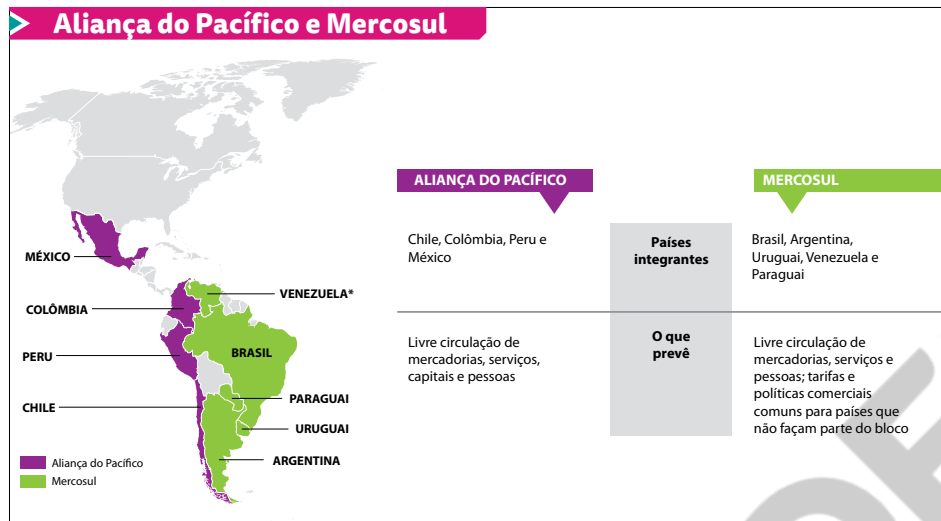 Aliança do Pacífico e Mercosul
MÉXICO
COLÔMBIA
PERU
CHILE
VENEZUELA*
BRASIL
PARAGUAI
URUGUAI
ARGENTINA
Aliança do Pacífico
Mercosul
ALIANÇA DO PACÍFICO
MERCOSUL
Chile, Colômbia, Peru e
México
Países
integrantes
Brasil, Argentina,
Uruguai, Venezuela e
Paraguai
Livre circulação de
mercadorias, serviços,
capitais e pessoas
O que
prevê
Livre circulação de
mercadorias, serviços e
pessoas; tarifas e
políticas comerciais
comuns para países que
não façam parte do bloco